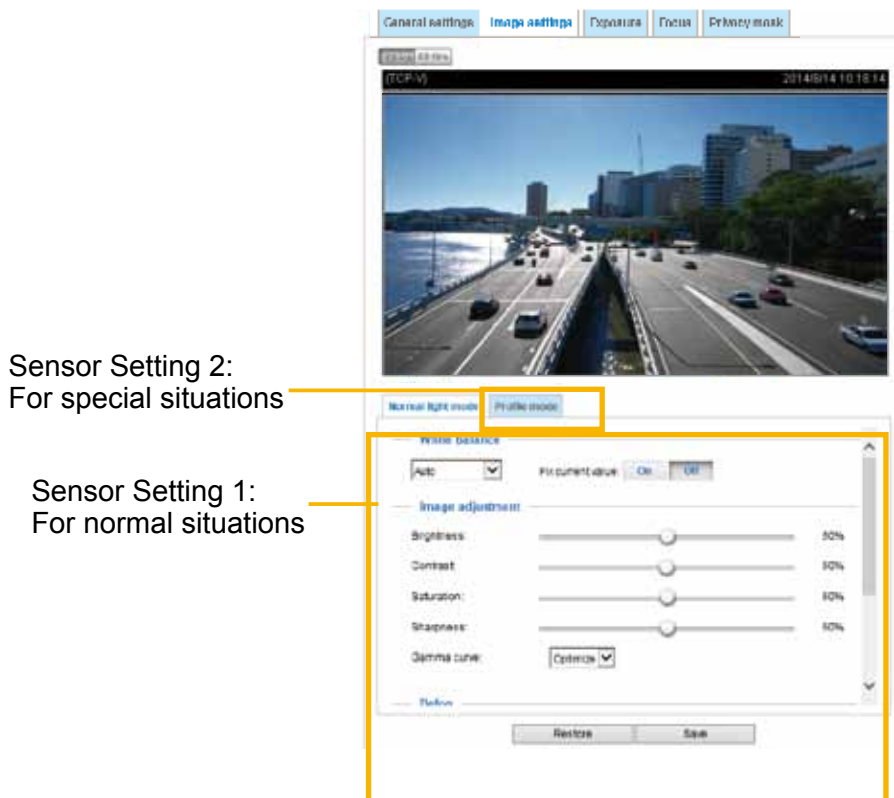 General settings Image settings Exposure Focus Privacy mask
(TCP-V) 2014/8/14 10:18:14
Sensor Setting 2:
For special situations
Normal light mode Profile mode
White balance
Auto Fix current value: On Off
Sensor Setting 1:
For normal situations
Image adjustment
Brightness: 50%
Contrast: 50%
Saturation: 50%
Sharpness: 50%
Gamma curve: Optimize
Defog
Restore Save